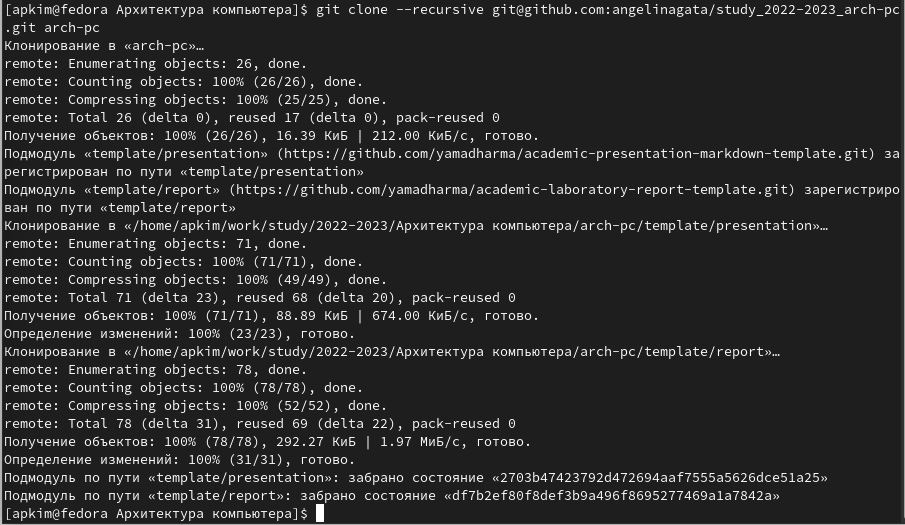 [apkim@fedora Архитектура компьютера]$ git clone --recursive git@github.com:angelinagata/study_2022-2023_arch-pc
.git arch-pc
Клонирование в «arch-pc»…
remote: Enumerating objects: 26, done.
remote: Counting objects: 100% (26/26), done.
remote: Compressing objects: 100% (25/25), done.
remote: Total 26 (delta 0), reused 17 (delta 0), pack-reused 0
Получение объектов: 100% (26/26), 16.39 КиБ | 212.00 КиБ/с, готово.
Подмодуль «template/presentation» (https://github.com/yamadharma/academic-presentation-markdown-template.git) за
регистрирован по пути «template/presentation»
Подмодуль «template/report» (https://github.com/yamadharma/academic-laboratory-report-template.git) зарегистриро
ван по пути «template/report»
Клонирование в «/home/apkim/work/study/2022-2023/Архитектура компьютера/arch-pc/template/presentation»…
remote: Enumerating objects: 71, done.
remote: Counting objects: 100% (71/71), done.
remote: Compressing objects: 100% (49/49), done.
remote: Total 71 (delta 23), reused 68 (delta 20), pack-reused 0
Получение объектов: 100% (71/71), 88.89 КиБ | 674.00 КиБ/с, готово.
Определение изменений: 100% (23/23), готово.
Клонирование в «/home/apkim/work/study/2022-2023/Архитектура компьютера/arch-pc/template/report»…
remote: Enumerating objects: 78, done.
remote: Counting objects: 100% (78/78), done.
remote: Compressing objects: 100% (52/52), done.
remote: Total 78 (delta 31), reused 69 (delta 22), pack-reused 0
Получение объектов: 100% (78/78), 292.27 КиБ | 1.97 МиБ/с, готово.
Определение изменений: 100% (31/31), готово.
Подмодуль по пути «template/presentation»: забрано состояние «2703b47423792d472694aaf7555a5626dce51a25»
Подмодуль по пути «template/report»: забрано состояние «df7b2ef80f8def3b9a496f8695277469a1a7842a»
[apkim@fedora Архитектура компьютера]$